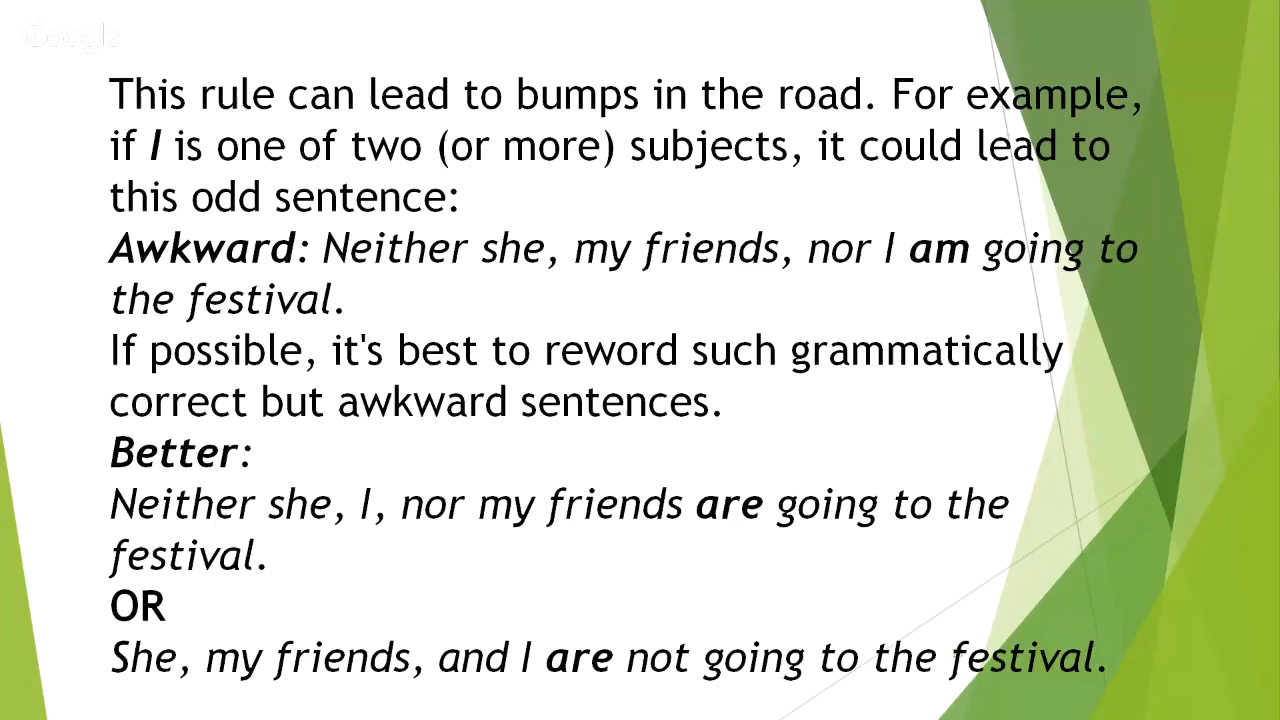 Google
This rule can lead to bumps in the road. For example,
if I is one of two (or more) subjects, it could lead to
this odd sentence:
Awkward: Neither she, my friends, nor I am going to
the festival.
If possible, it's best to reword such grammatically
correct but awkward sentences.
Better:
Neither she, I, nor my friends are going to the
festival.
OR
She, my friends, and I are not going to the festival.